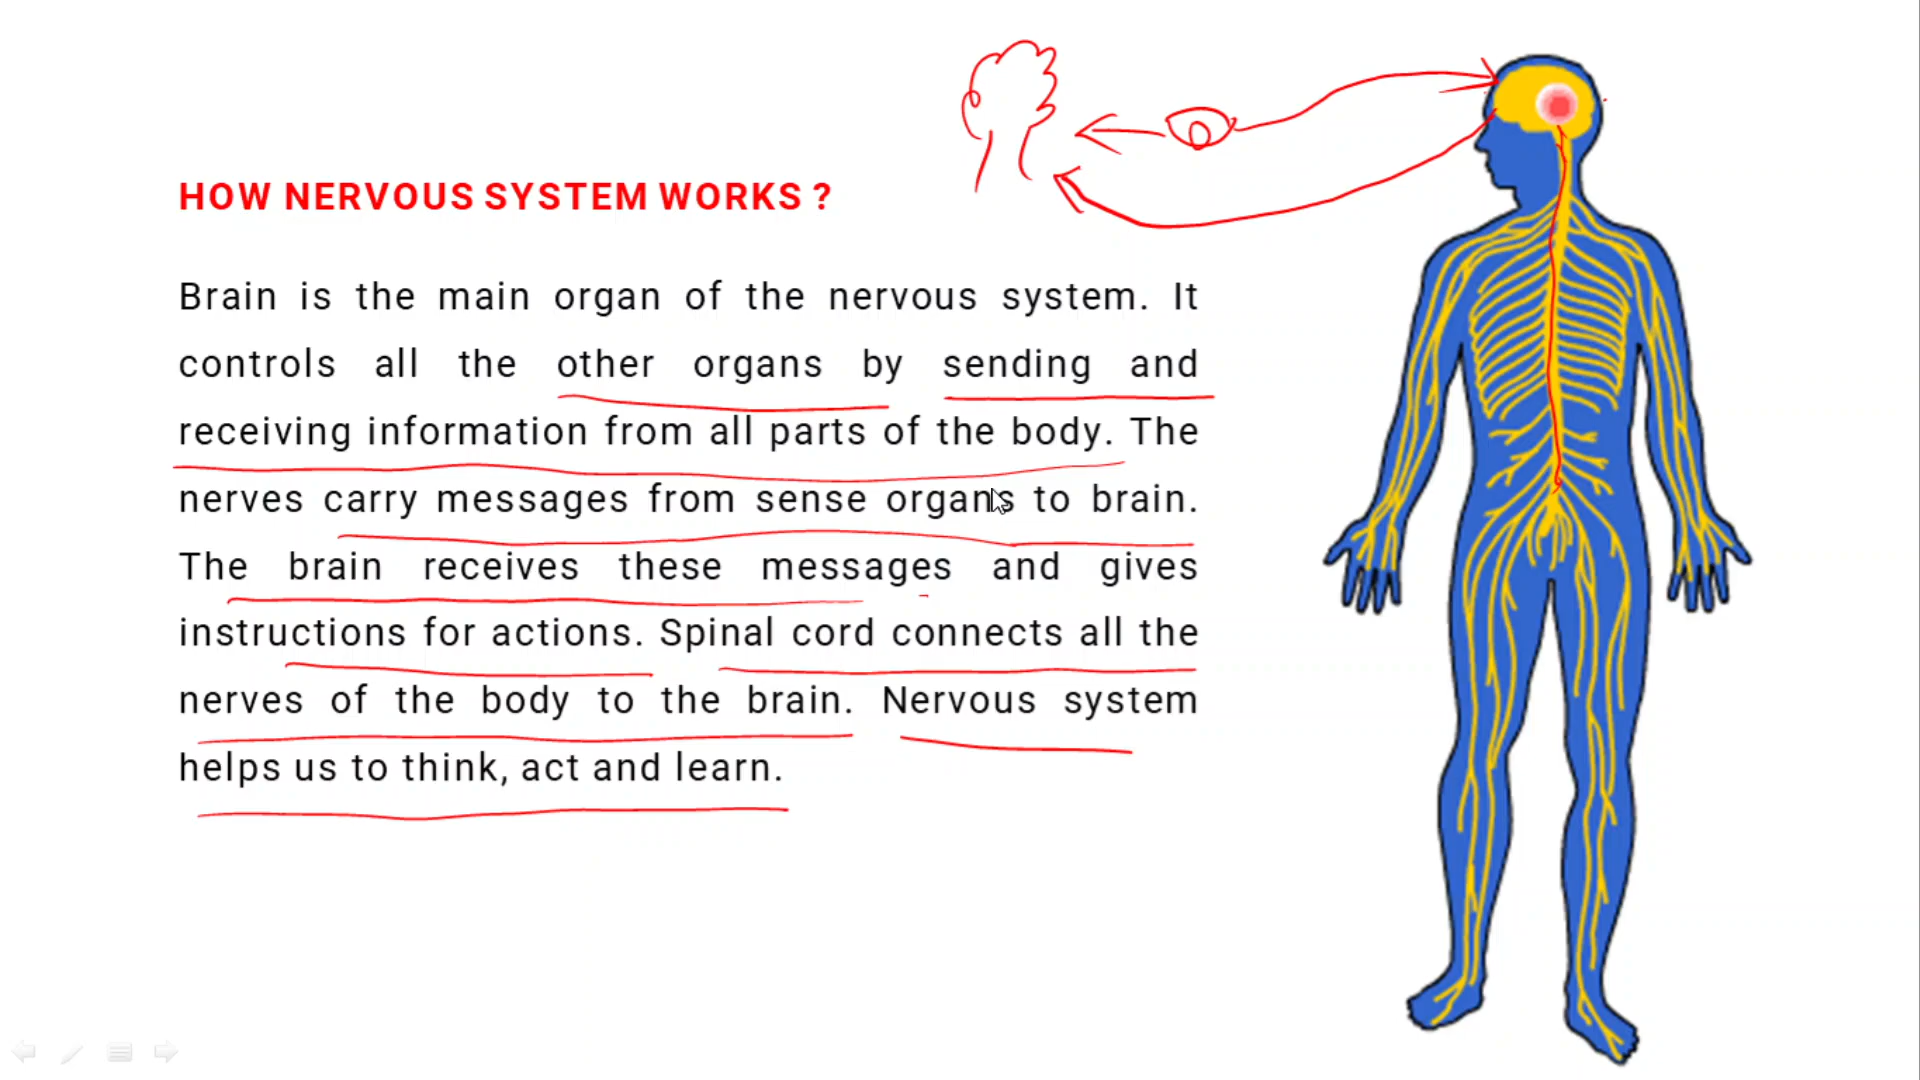 HOW NERVOUS SYSTEM WORKS ?
Brain is the main organ of the nervous system. It
controls all the other organs by sending and
receiving information from all parts of the body. The
nerves carry messages from sense organs to brain.
The brain receives these messages and gives
instructions for actions. Spinal cord connects all the
nerves of the body to the brain. Nervous system
helps us to think, act and learn.